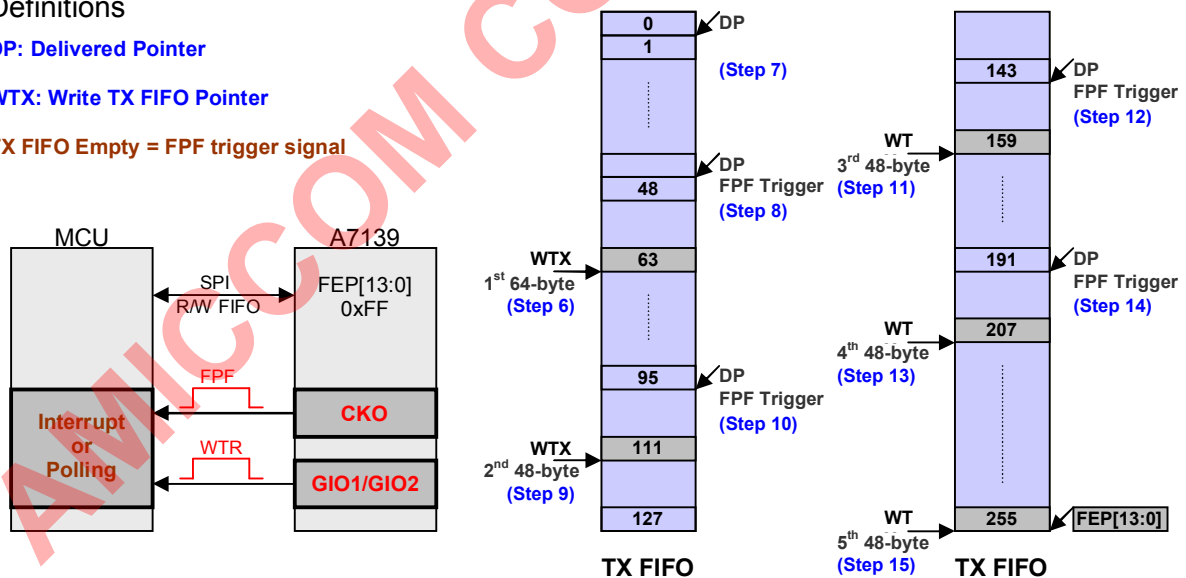 Definitions
DP: Delivered Pointer
WTX: Write TX FIFO Pointer
TX FIFO Empty = FPF trigger signal
MCU
A7139
SPI
R/W FIFO
FEP[13:0]
0xFF
FPF
CKO
Interrupt
or
Polling
WTR
GIO1/GIO2
0
DP
1
(Step 7)
DP
48
FPF Trigger
(Step 8)
WTX
63
1st 64-byte
(Step 6)
95
DP
FPF Trigger
(Step 10)
WTX
111
2nd 48-byte
(Step 9)
127
TX FIFO
143
DP
FPF Trigger
(Step 12)
WT
159
3rd 48-byte
(Step 11)
191
DP
FPF Trigger
(Step 14)
WT
207
4th 48-byte
(Step 13)
WT
255
FEP[13:0]
5th 48-byte
(Step 15)
TX FIFO
AMICCOM CO